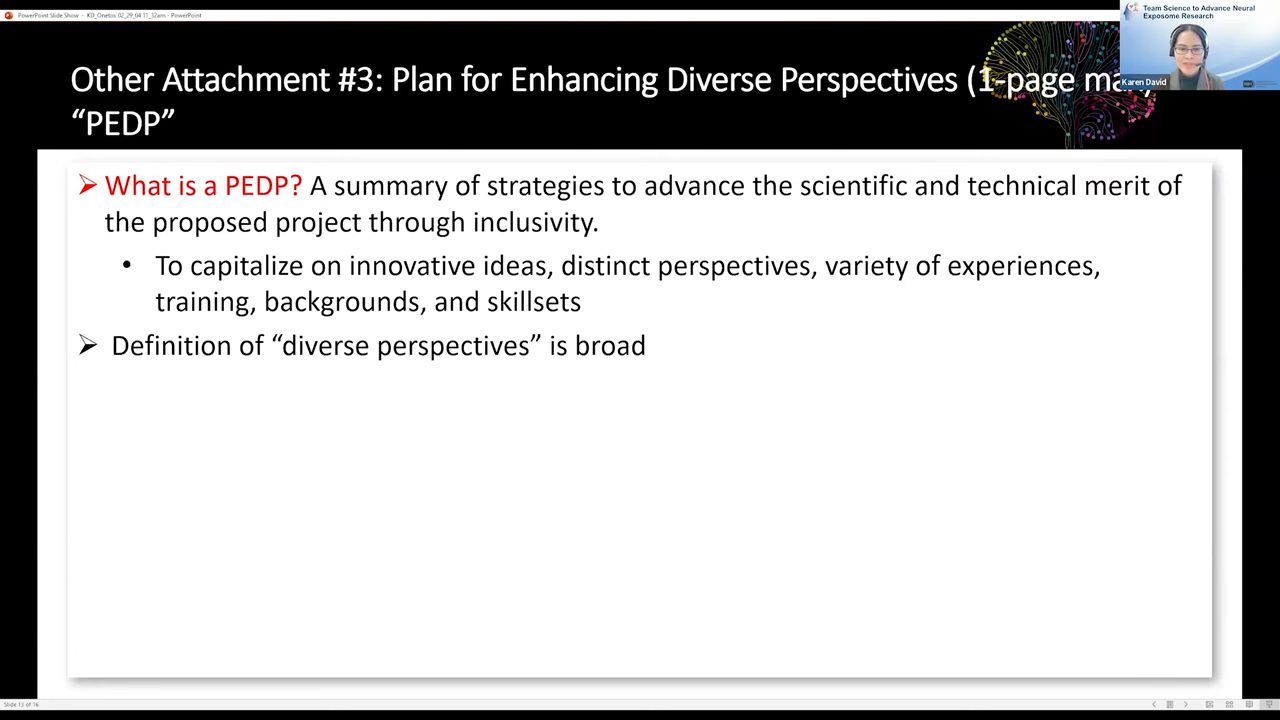 PowerPoint Slide Show - KD_Onetox 02_29_04 11_32am - PowerPoint
Team Science to Advance Neural
Exposome Research
Karen David
Other Attachment #3: Plan for Enhancing Diverse Perspectives (1-page max)
“PEDP”
What is a PEDP? A summary of strategies to advance the scientific and technical merit of
the proposed project through inclusivity.
• To capitalize on innovative ideas, distinct perspectives, variety of experiences,
training, backgrounds, and skillsets
Definition of “diverse perspectives” is broad
Slide 13 of 16